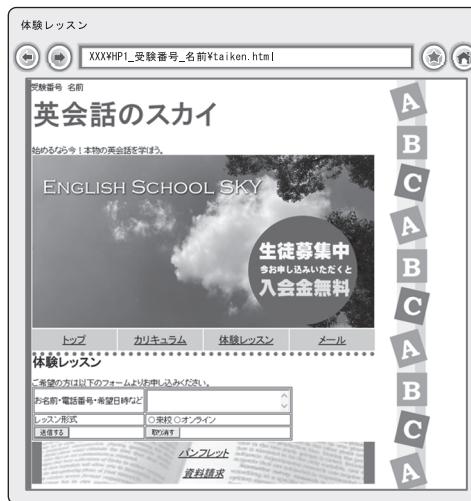 体験レッスン
XXX¥HP1_受験番号_名前¥taiken.html
受験番号 名前
英会話のスカイ
始めるなら今！本物の英会話を学ぼう。
ENGLISH SCHOOL SKY
生徒募集中
今お申し込みいただくと
入会金無料
トップ カリキュラム 体験レッスン メール
体験レッスン
ご希望の方は以下のフォームよりお申し込みください。
お名前・電話番号・希望日時など
レッスン形式 ○来校 ○オンライン
送信する 取り消す
パンフレット
資料請求
A
B
C
A
B
C
A
B
C
A